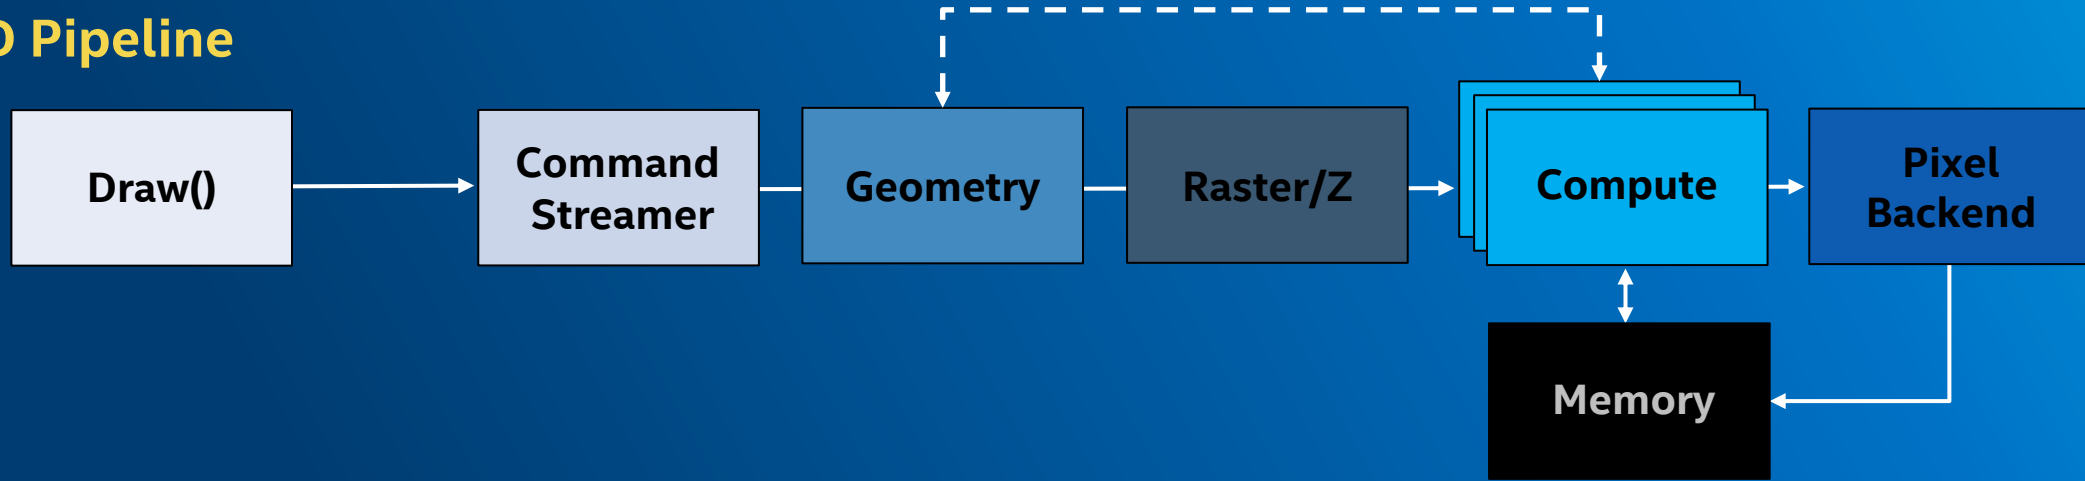 D Pipeline
Draw()
Command
Streamer
Geometry
Raster/Z
Compute
Pixel
Backend
Memory